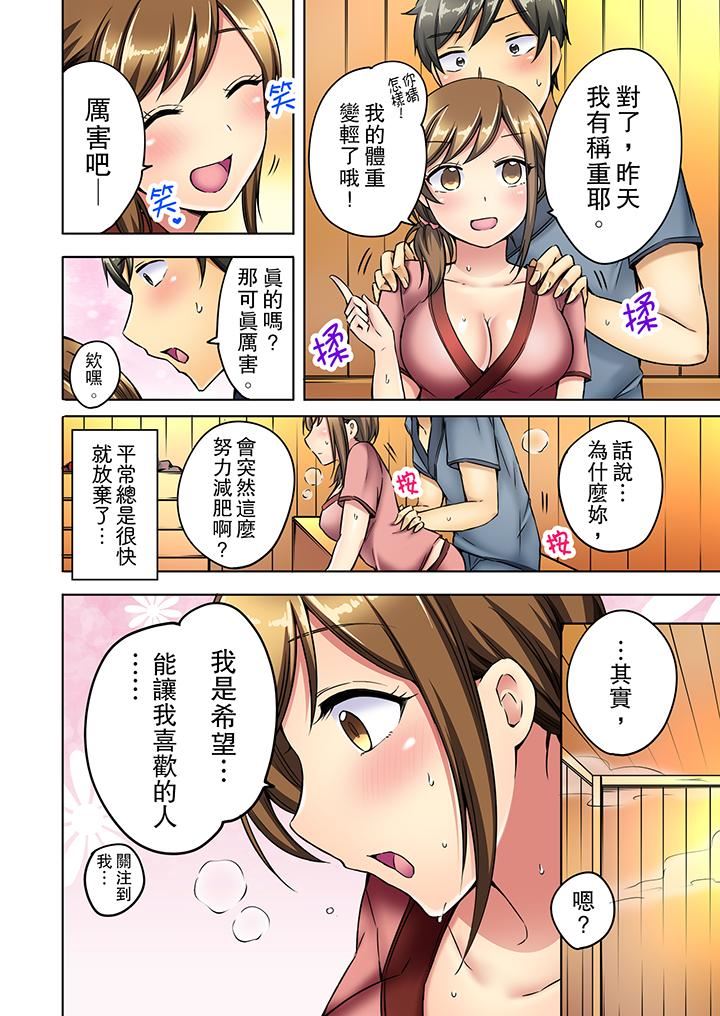 對了，昨天
我有稱重耶。
你猜
怎樣！
我的體重
變輕了哦！
揉
揉
笑
厲害吧—
笑
真的嗎？
那可真厲害。
欸嘿。
話說…
為什麼妳，
按
按
會突然這麼
努力減肥啊？
平常總是很快
就放棄了…
…其實，
嗯？
我是希望…
能讓我喜歡的人
……
關注到
我…